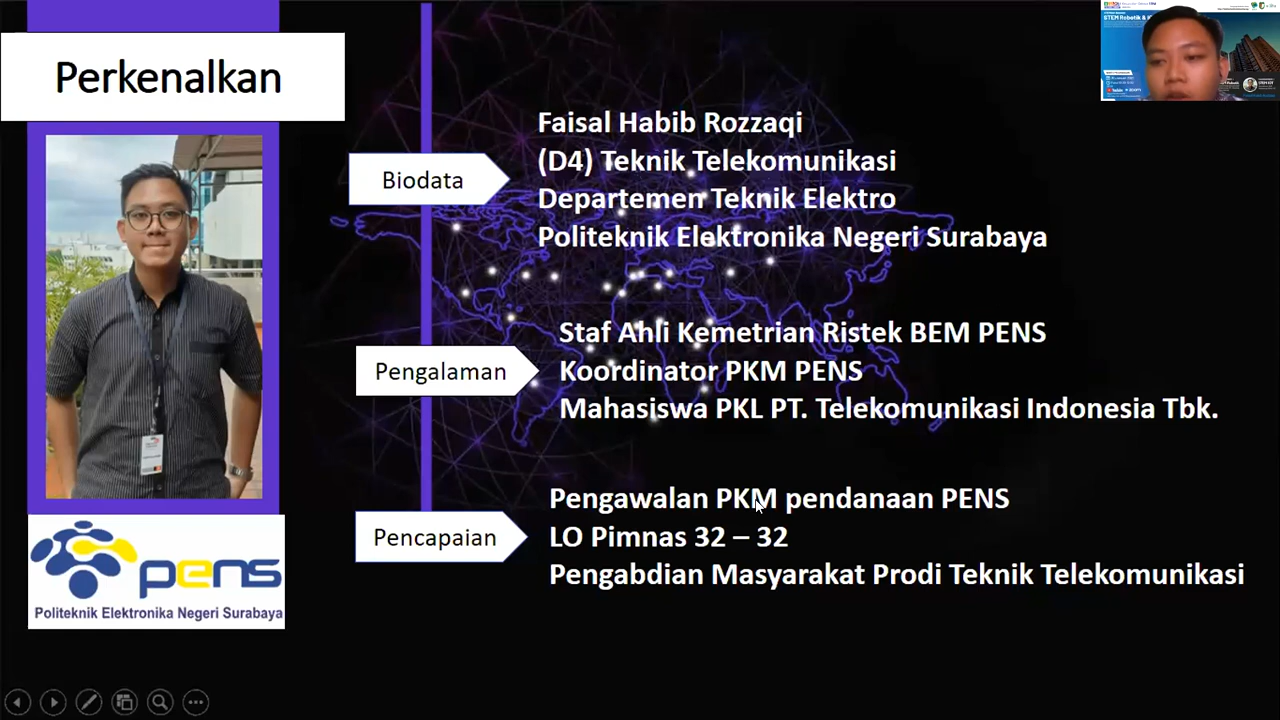 Perkenalkan
Biodata
Faisal Habib Rozzaqi
(D4) Teknik Telekomunikasi
Departemen Teknik Elektro
Politeknik Elektronika Negeri Surabaya
Pengalaman
Staf Ahli Kemetrian Ristek BEM PENS
Koordinator PKM PENS
Mahasiswa PKL PT. Telekomunikasi Indonesia Tbk.
Pencapaian
Pengawalan PKM pendanaan PENS
LO Pimnas 32 – 32
Pengabdian Masyarakat Prodi Teknik Telekomunikasi
pens
Politeknik Elektronika Negeri Surabaya
STEM Robotik &